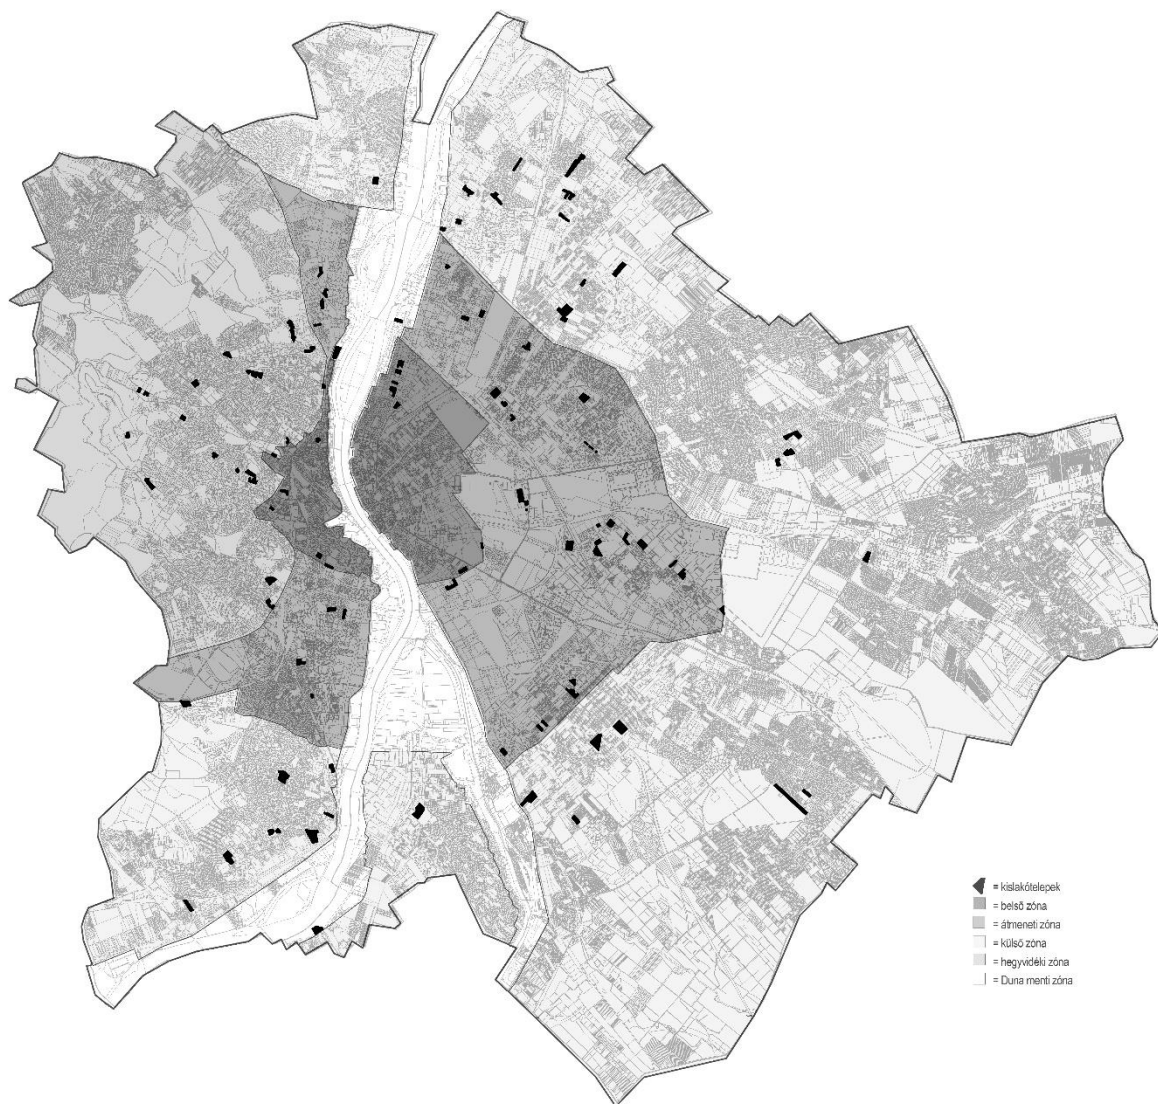 = kislakótelepek
= belső zóna
= átmeneti zóna
= külső zóna
= hegyvidéki zóna
= Duna menti zóna